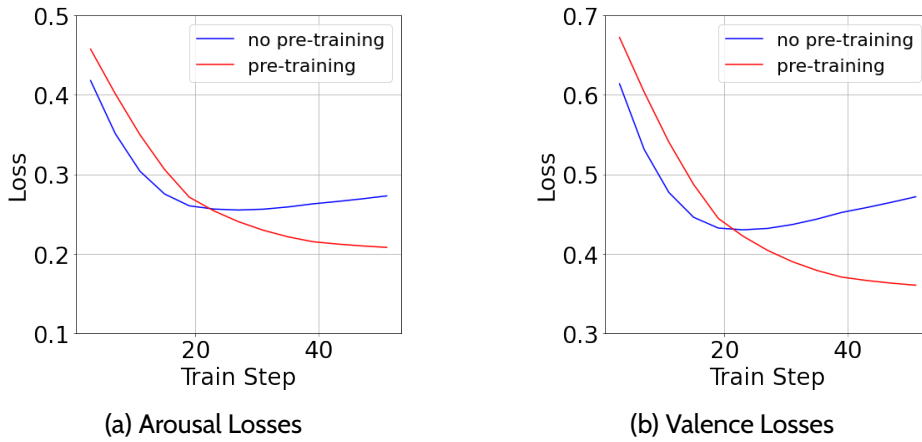 0.5
0.4
0.3
0.2
0.1
Loss
no pre-training
pre-training
20
40
Train Step
(a) Arousal Losses
0.7
0.6
0.5
0.4
0.3
Loss
no pre-training
pre-training
20
40
Train Step
(b) Valence Losses